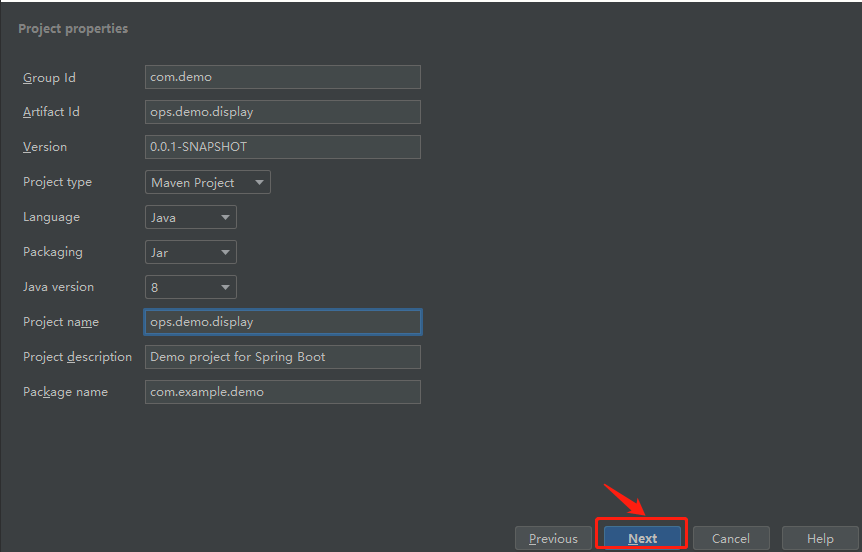 Project properties
Group Id com.demo
Artifact Id ops.demo.display
Version 0.0.1-SNAPSHOT
Project type Maven Project
Language Java
Packaging Jar
Java version 8
Project name ops.demo.display
Project description Demo project for Spring Boot
Package name com.example.demo
Previous Next Cancel Help